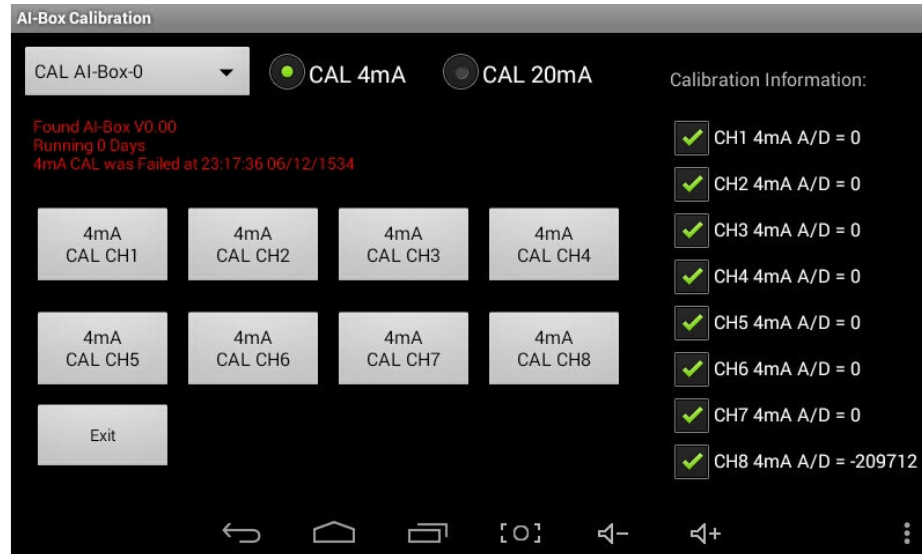 AI-Box Calibration
CAL AI-Box-0
CAL 4mA
CAL 20mA
Calibration Information:
Found AI-Box V0.00
Running 0 Days
4mA CAL was Failed at 23:17:36 06/12/1534
4mA
CAL CH1
4mA
CAL CH2
4mA
CAL CH3
4mA
CAL CH4
4mA
CAL CH5
4mA
CAL CH6
4mA
CAL CH7
4mA
CAL CH8
Exit
CH1 4mA A/D = 0
CH2 4mA A/D = 0
CH3 4mA A/D = 0
CH4 4mA A/D = 0
CH5 4mA A/D = 0
CH6 4mA A/D = 0
CH7 4mA A/D = 0
CH8 4mA A/D = -209712